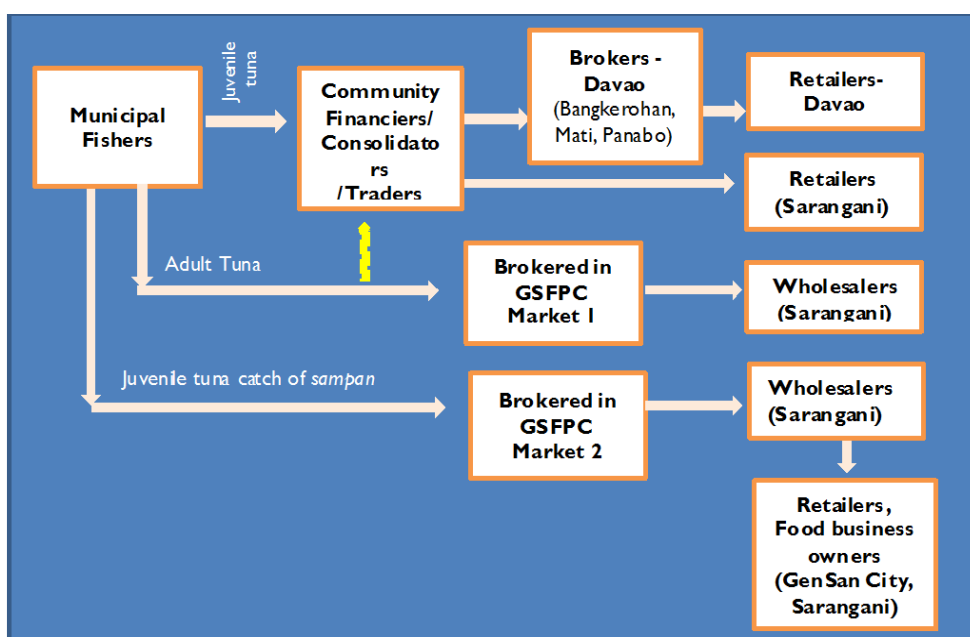 Municipal
Fishers
Juvenile
tuna
Community
Financiers/
Consolidato
rs
/Traders
Brokers -
Davao
(Bangkerohan,
Mati, Panabo)
Retailers-
Davao
Retailers
(Sarangani)
Adult Tuna
Brokered in
GSFPC
Market 1
Wholesalers
(Sarangani)
Juvenile tuna catch of sampan
Brokered in
GSFPC
Market 2
Wholesalers
(Sarangani)
Retailers,
Food business
owners
(GenSan City,
Sarangani)